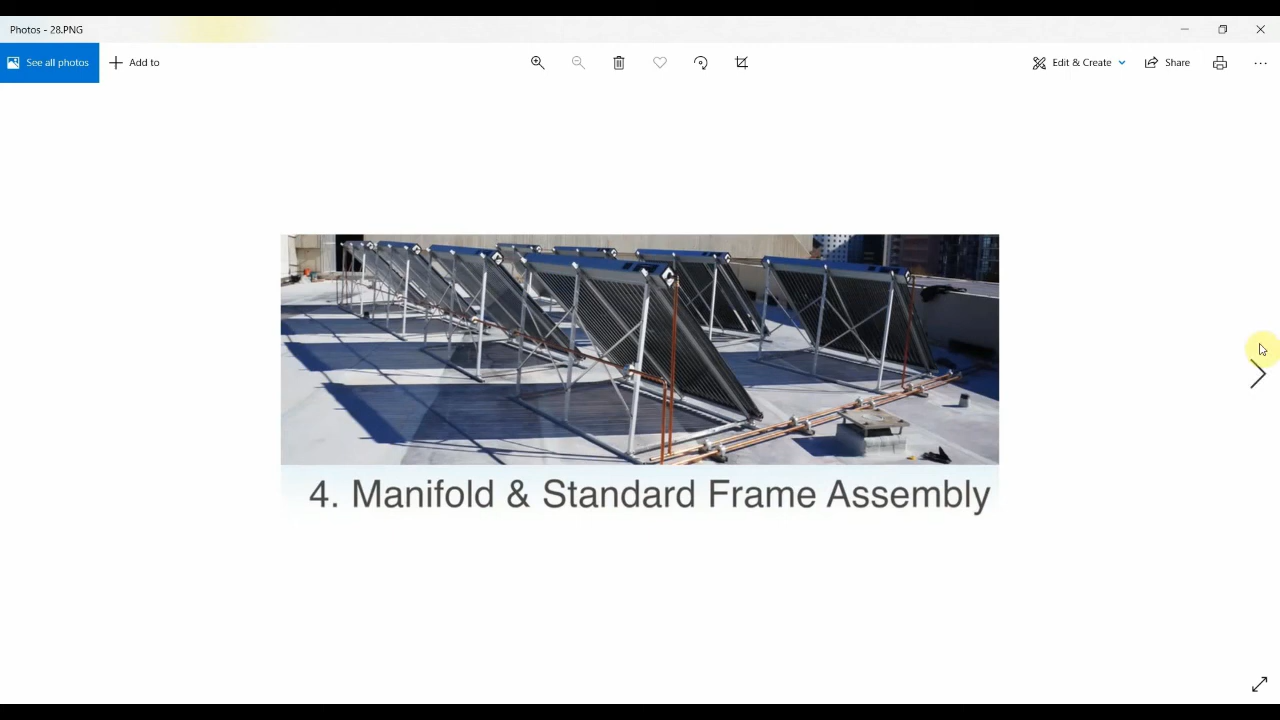 Photos - 28.PNG
See all photos
Add to
Edit & Create
Share
4. Manifold & Standard Frame Assembly